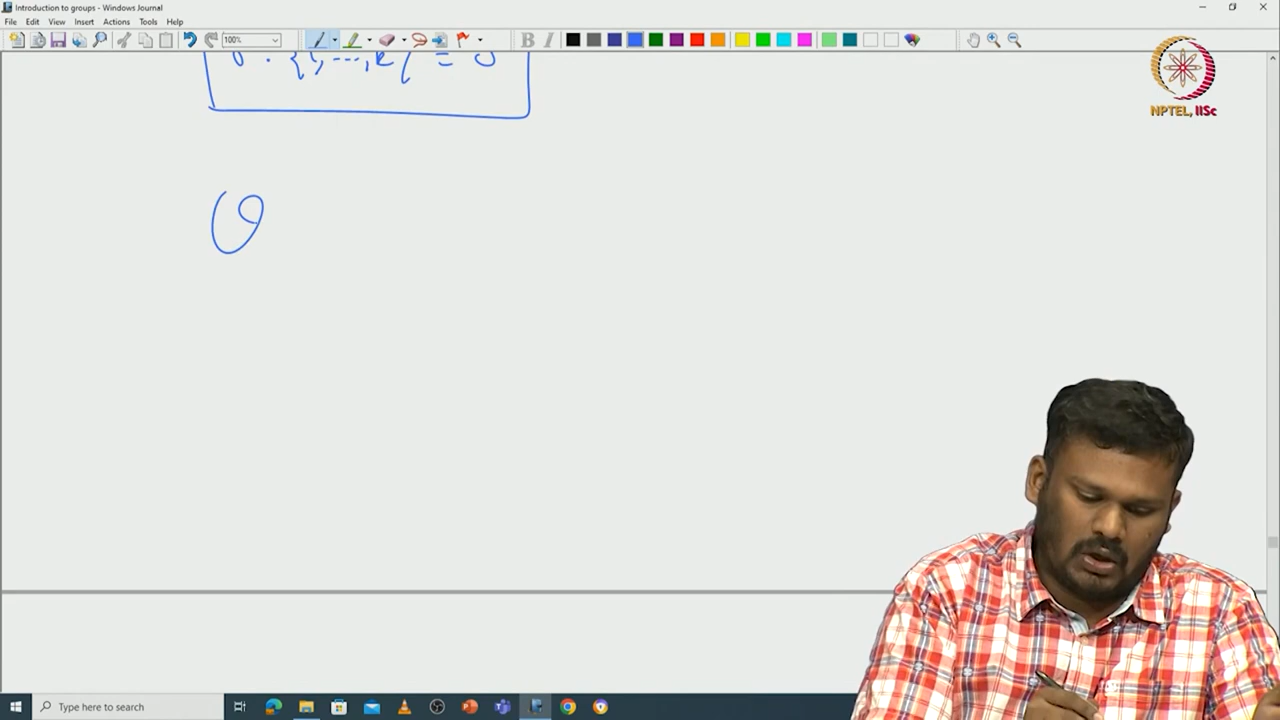 Introduction to groups - Windows Journal
File Edit View Insert Actions Tools Help
100% B I
NPTEL, IISc
Type here to search